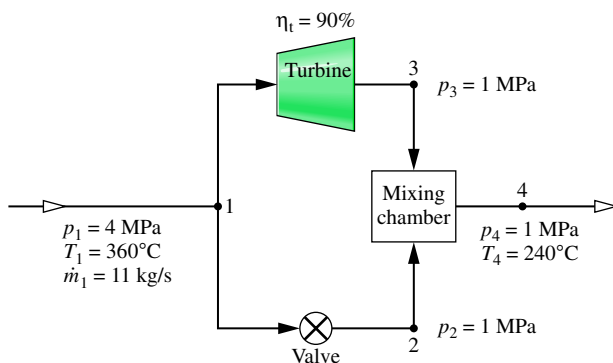 ηt = 90%
Turbine
3
p3 = 1 MPa
1
Mixing
chamber
4
p1 = 4 MPa
T1 = 360°C
ṁ1 = 11 kg/s
p4 = 1 MPa
T4 = 240°C
2
p2 = 1 MPa
Valve